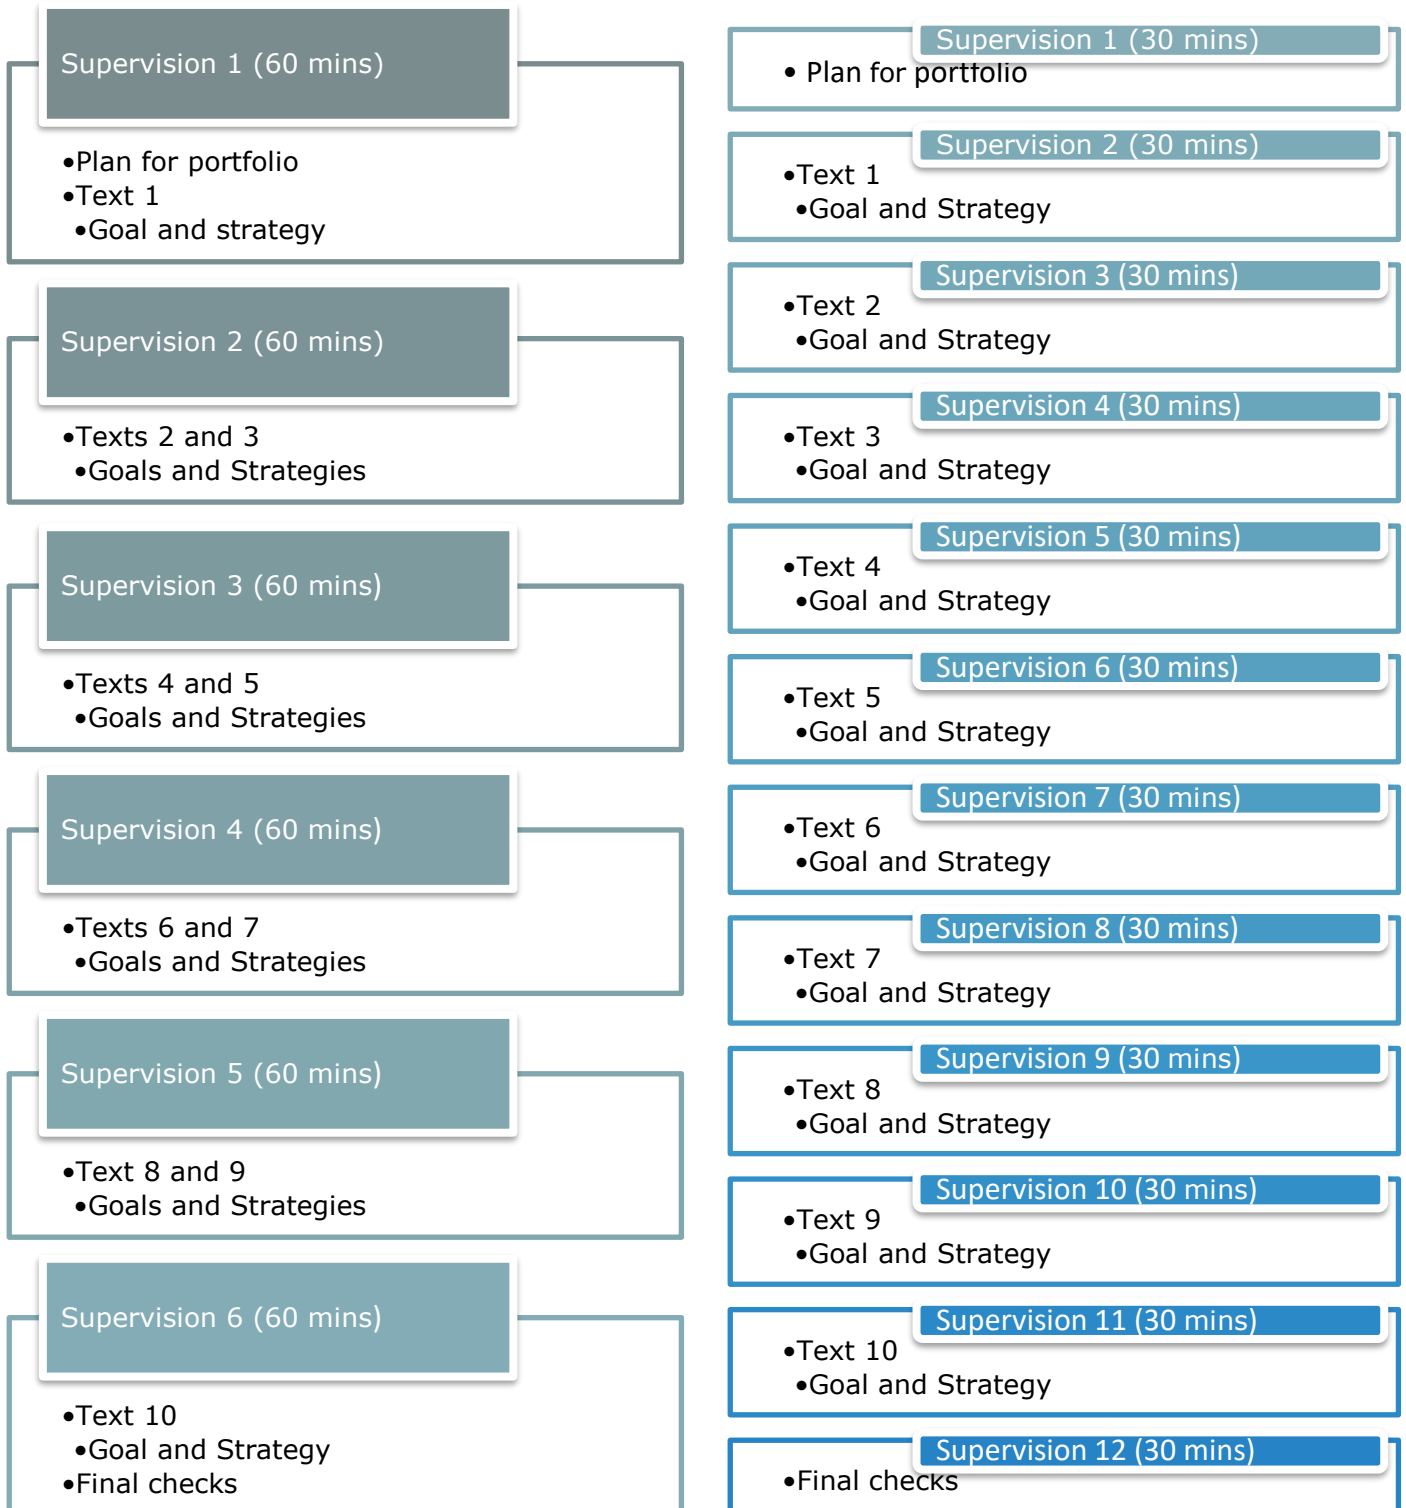 Supervision 1 (60 mins)
•Plan for portfolio
•Text 1
•Goal and strategy
Supervision 2 (60 mins)
•Texts 2 and 3
•Goals and Strategies
Supervision 3 (60 mins)
•Texts 4 and 5
•Goals and Strategies
Supervision 4 (60 mins)
•Texts 6 and 7
•Goals and Strategies
Supervision 5 (60 mins)
•Text 8 and 9
•Goals and Strategies
Supervision 6 (60 mins)
•Text 10
•Goal and Strategy
•Final checks
Supervision 1 (30 mins)
• Plan for portfolio
Supervision 2 (30 mins)
•Text 1
•Goal and Strategy
Supervision 3 (30 mins)
•Text 2
•Goal and Strategy
Supervision 4 (30 mins)
•Text 3
•Goal and Strategy
Supervision 5 (30 mins)
•Text 4
•Goal and Strategy
Supervision 6 (30 mins)
•Text 5
•Goal and Strategy
Supervision 7 (30 mins)
•Text 6
•Goal and Strategy
Supervision 8 (30 mins)
•Text 7
•Goal and Strategy
Supervision 9 (30 mins)
•Text 8
•Goal and Strategy
Supervision 10 (30 mins)
•Text 9
•Goal and Strategy
Supervision 11 (30 mins)
•Text 10
•Goal and Strategy
Supervision 12 (30 mins)
•Final checks